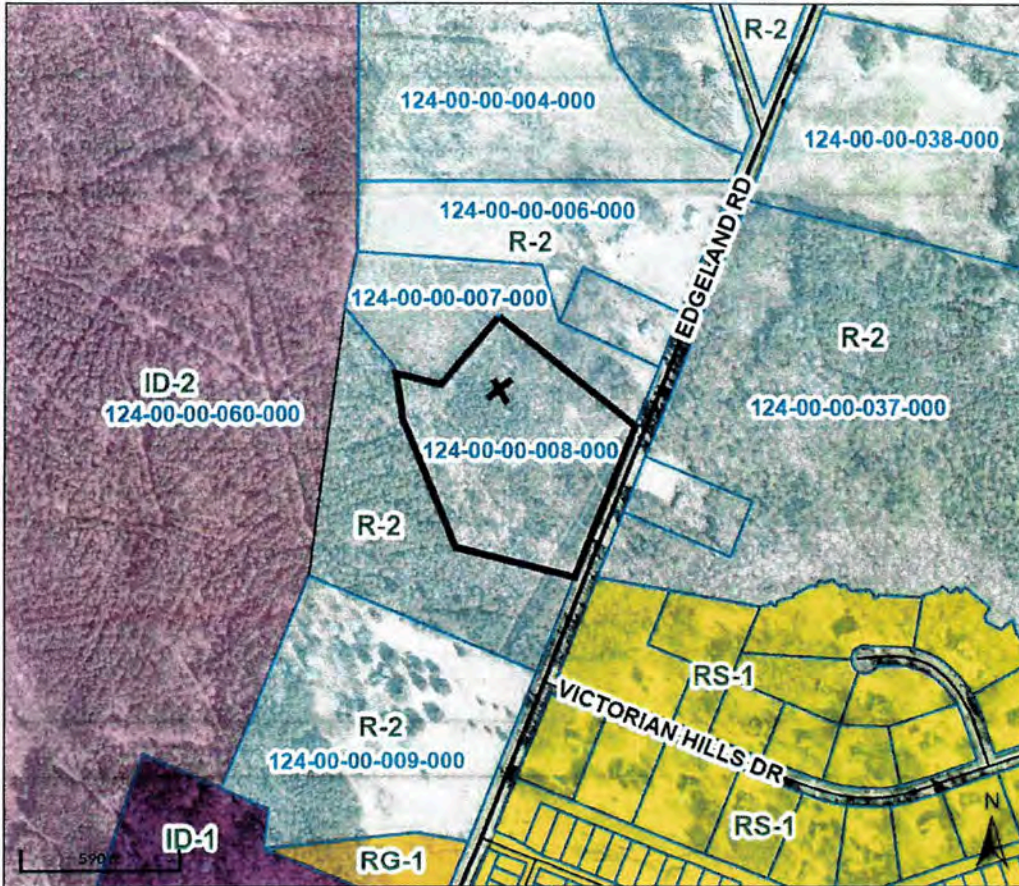 R-2
124-00-00-004-000
124-00-00-038-000
124-00-00-006-000
R-2
EDGELAND RD
124-00-00-007-000
R-2
ID-2
124-00-00-060-000
124-00-00-037-000
124-00-00-008-000
R-2
RS-1
VICTORIAN HILLS DR
R-2
124-00-00-009-000
N
RS-1
ID-1
RG-1
590